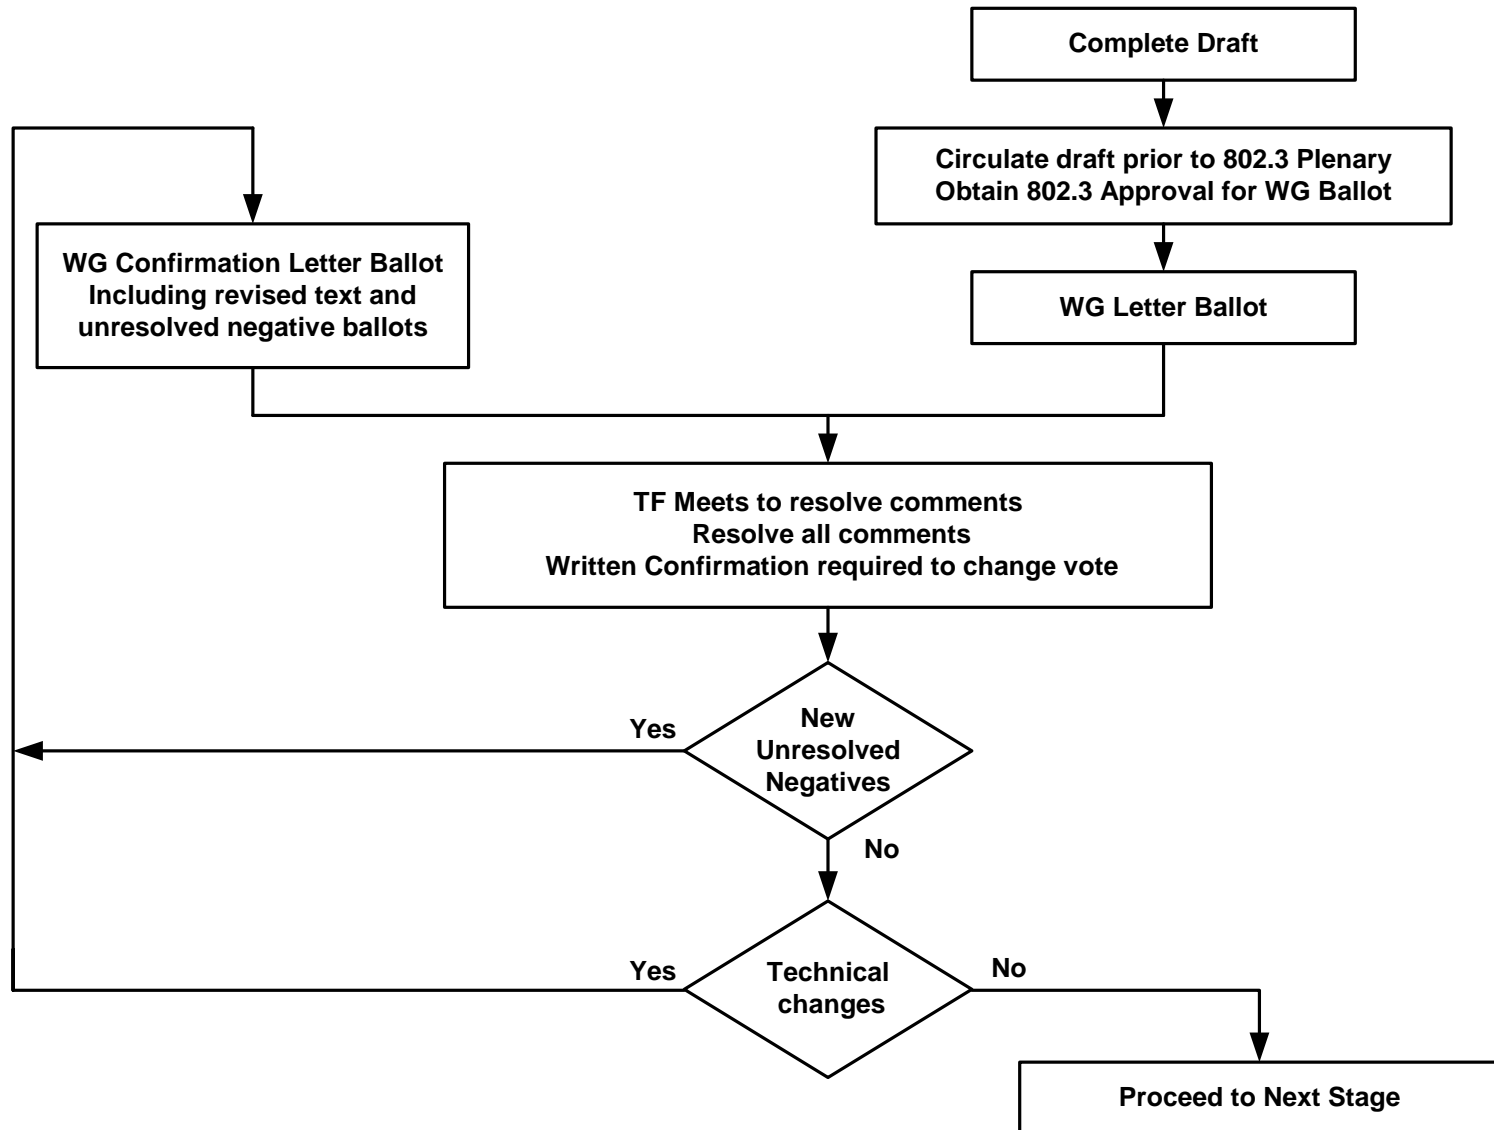 Complete Draft
Circulate draft prior to 802.3 Plenary
Obtain 802.3 Approval for WG Ballot
WG Confirmation Letter Ballot
Including revised text and
unresolved negative ballots
WG Letter Ballot
TF Meets to resolve comments
Resolve all comments
Written Confirmation required to change vote
Yes
New
Unresolved
Negatives
No
Yes
Technical
changes
No
Proceed to Next Stage